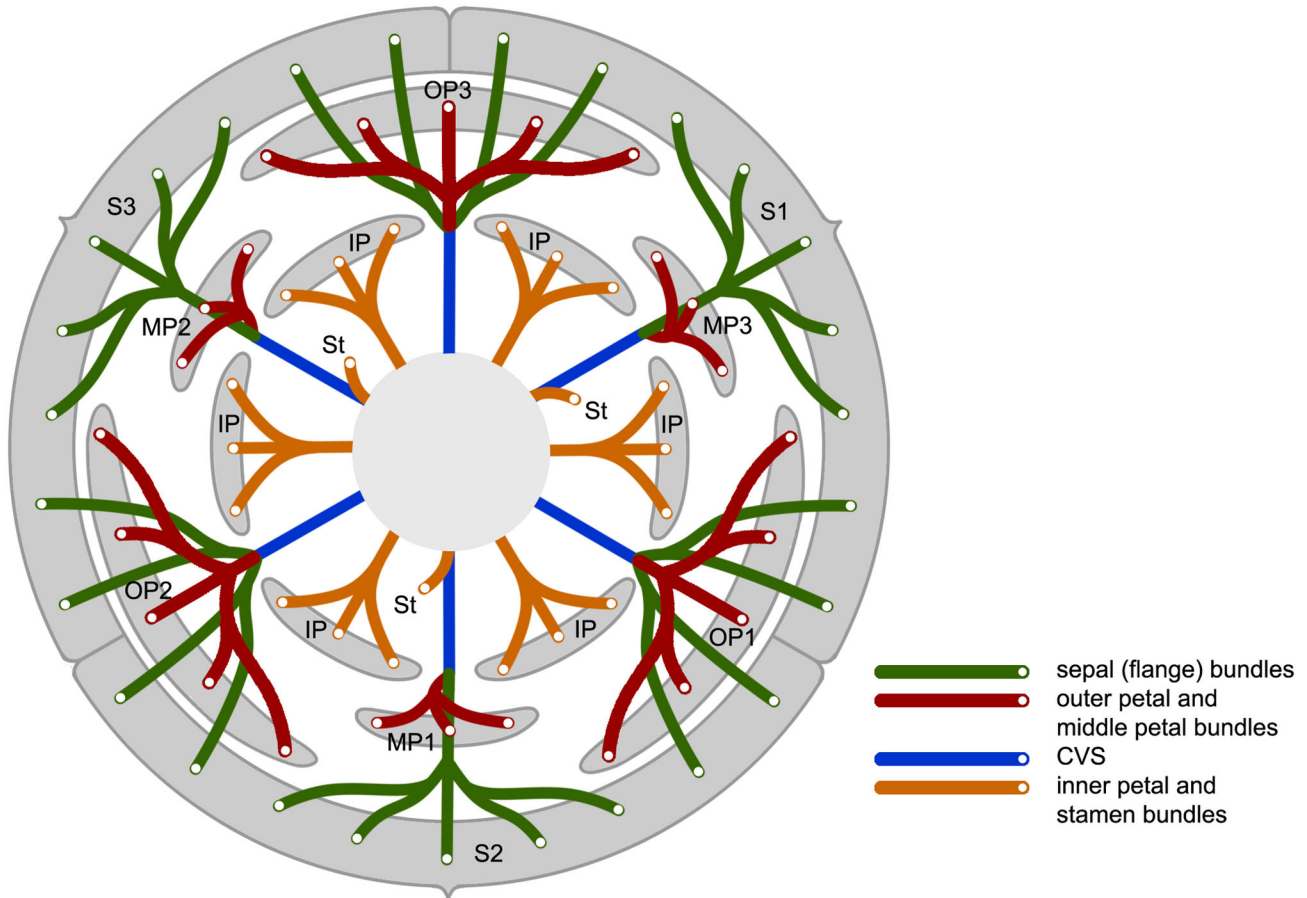 OP3
S3
S1
IP
IP
MP2
MP3
St
St
IP
IP
OP2
St
IP
IP
OP1
MP1
S2
sepal (flange) bundles
outer petal and
middle petal bundles
CVS
inner petal and
stamen bundles